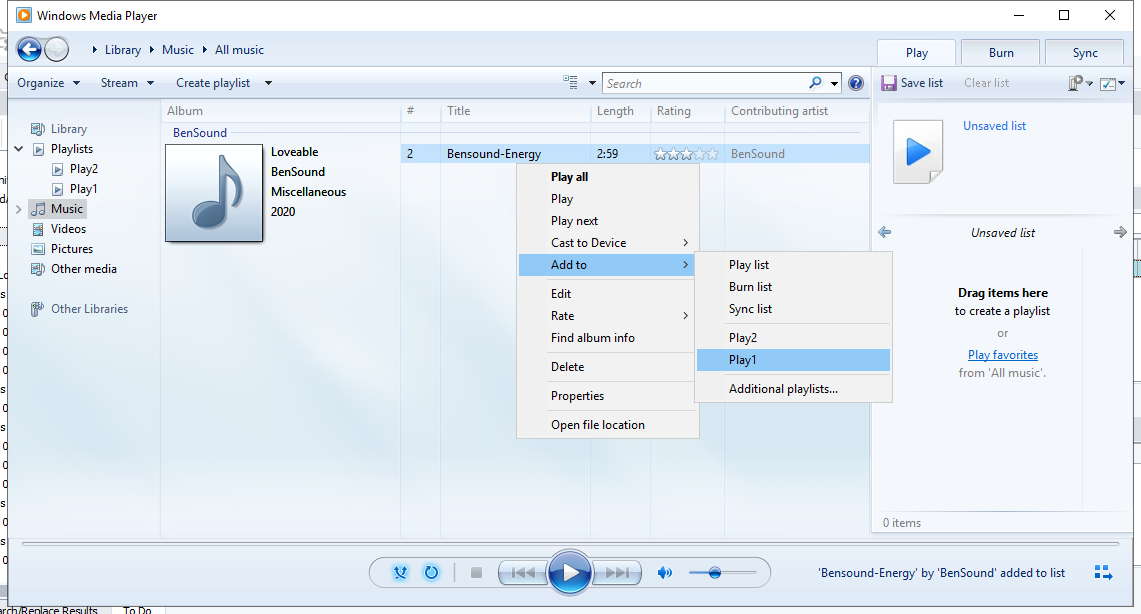 Windows Media Player
Library Music All music
Play Burn Sync
Organize Stream Create playlist Search
Save list Clear list
Album # Title Length Rating Contributing artist
BenSound
Loveable
BenSound
Miscellaneous
2020
2 Bensound-Energy 2:59 BenSound
Library
Playlists
Play2
Play1
Music
Videos
Pictures
Other media
Other Libraries
Play all
Play
Play next
Cast to Device
Add to
Edit
Rate
Find album info
Delete
Properties
Open file location
Play list
Burn list
Sync list
Play2
Play1
Additional playlists...
Unsaved list
Unsaved list
Drag items here
to create a playlist
or
Play favorites
from 'All music'.
0 items
'Bensound-Energy' by 'BenSound' added to list
arch/Replace Results To Do